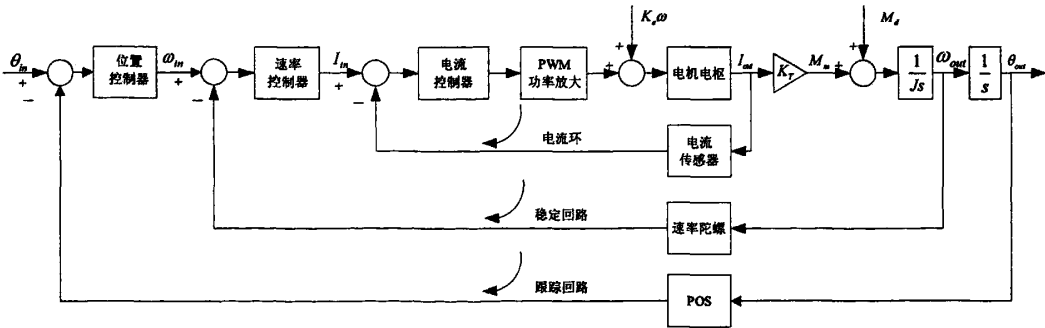 K_eω
M_d
θ_in
+
−
位置
控制器
ω_in
+
−
速率
控制器
I_in
+
−
电流
控制器
PWM
功率放大
+
+
电机电枢
I_out
K_T
M_m
+
+
1
Js
ω_out
1
s
θ_out
电流环
电流
传感器
稳定回路
速率陀螺
跟踪回路
POS